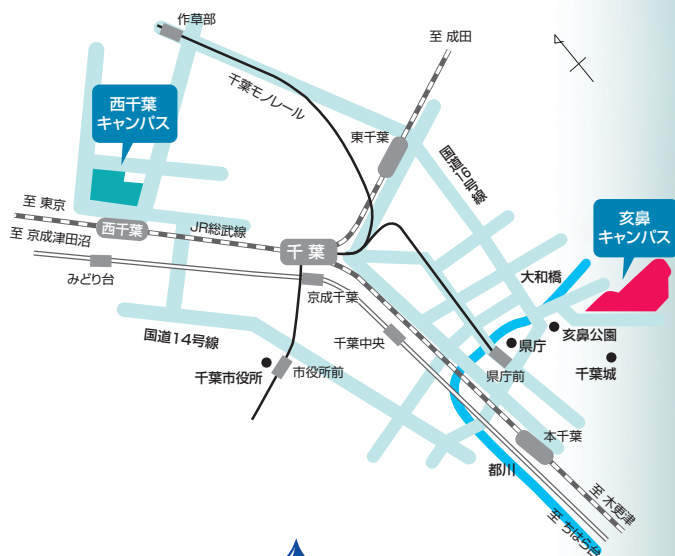 作草部
至 成田
千葉モノレール
西千葉
キャンパス
東千葉
国道16号線
至 東京
西千葉
JR総武線
千葉
亥鼻
キャンパス
至 京成津田沼
みどり台
京成千葉
大和橋
国道14号線
千葉中央
県庁
亥鼻公園
千葉市役所
市役所前
県庁前
千葉城
本千葉
都川
至 木更津
至 ちはら台